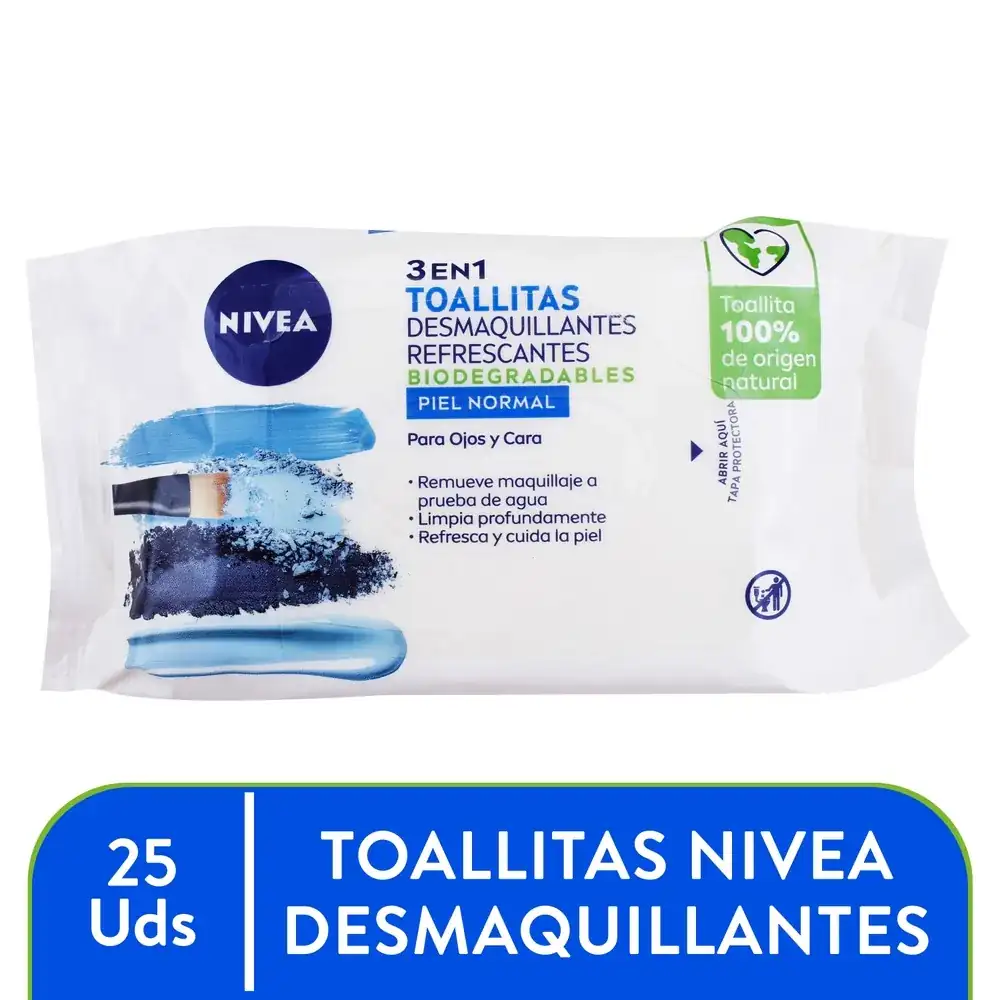 NIVEA
3 EN 1
TOALLITAS
DESMAQUILLANTES
REFRESCANTES
BIODEGRADABLES
PIEL NORMAL
Para Ojos y Cara
• Remueve maquillaje a
prueba de agua
• Limpia profundamente
• Refresca y cuida la piel
Toallita
100%
de origen
natural
ABRIR AQUÍ
TAPA PROTECTORA
25
Uds
TOALLITAS NIVEA
DESMAQUILLANTES